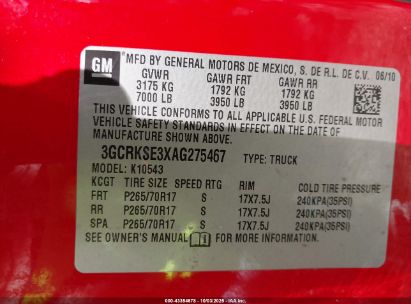 GM
MFD BY GENERAL MOTORS DE MEXICO, S. DE R.L. DE C.V. 06/10
GVWR GAWR FRT GAWR RR
3175 KG 1792 KG 1792 KG
7000 LB 3950 LB 3950 LB
THIS VEHICLE CONFORMS TO ALL APPLICABLE U.S. FEDERAL MOTOR
VEHICLE SAFETY STANDARDS IN EFFECT ON THE DATE OF
MANUFACTURE SHOWN ABOVE.
3GCRKSE3XAG275467 TYPE: TRUCK
MODEL: K10543
KCGT TIRE SIZE SPEED RTG RIM COLD TIRE PRESSURE
FRT P265/70R17 S 17X7.5J 240KPA(35PSI)
RR P265/70R17 S 17X7.5J 240KPA(35PSI)
SPA P265/70R17 S 17X7.5J 240KPA(35PSI)
SEE OWNER'S MANUAL FOR MORE INFORMATION.